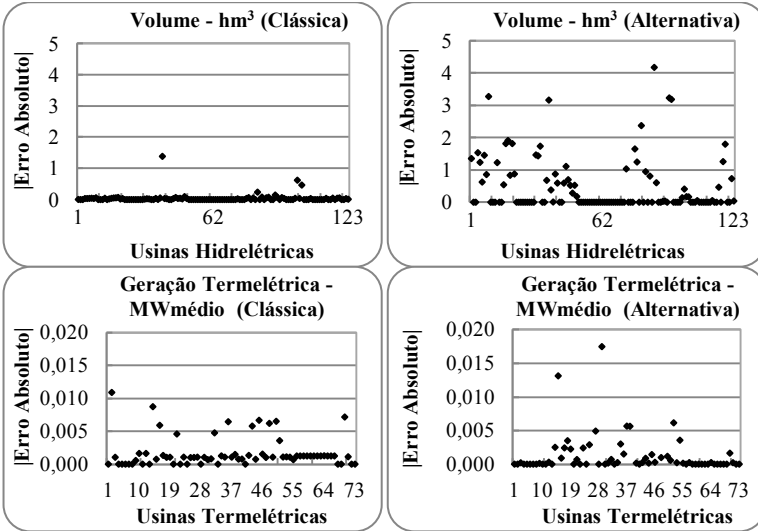 Volume - hm³ (Clássica)
|Erro Absoluto|
5
4
3
2
1
0
1 62 123
Usinas Hidrelétricas
Volume - hm³ (Alternativa)
|Erro Absoluto|
5
4
3
2
1
0
1 62 123
Usinas Hidrelétricas
Geração Termelétrica -
MWmédio (Clássica)
|Erro Absoluto|
0,020
0,015
0,010
0,005
0,000
1 10 19 28 37 46 55 64 73
Usinas Termelétricas
Geração Termelétrica -
MWmédio (Alternativa)
|Erro Absoluto|
0,020
0,015
0,010
0,005
0,000
1 10 19 28 37 46 55 64 73
Usinas Termelétricas